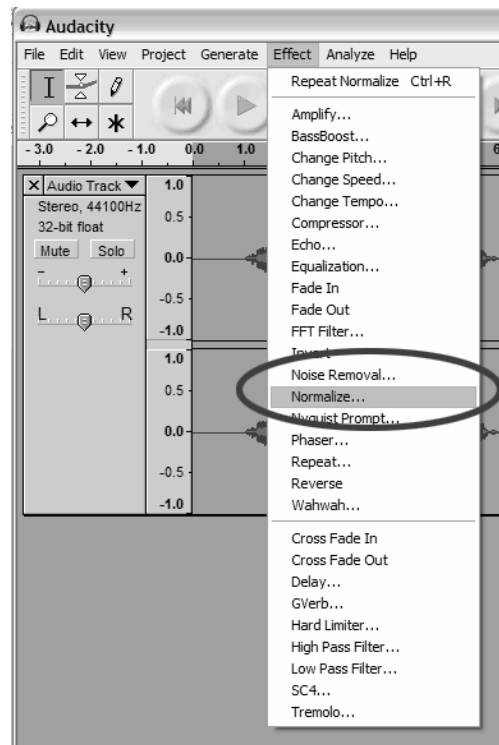 Audacity
File Edit View Project Generate Effect Analyze Help
Repeat Normalize Ctrl+R
Amplify...
BassBoost...
Change Pitch...
Change Speed...
Change Tempo...
Compressor...
Echo...
Equalization...
Fade In
Fade Out
FFT Filter...
Invert
Noise Removal...
Normalize...
Nyquist Prompt...
Phaser...
Repeat...
Reverse
Wahwah...
Cross Fade In
Cross Fade Out
Delay...
GVerb...
Hard Limiter...
High Pass Filter...
Low Pass Filter...
SC4...
Tremolo...
- 3.0 - 2.0 - 1.0 0.0 1.0 6
X Audio Track
Stereo, 44100Hz
32-bit float
Mute Solo
- +
L R
1.0
0.5
0.0
-0.5
-1.0
1.0
0.5
0.0
-0.5
-1.0